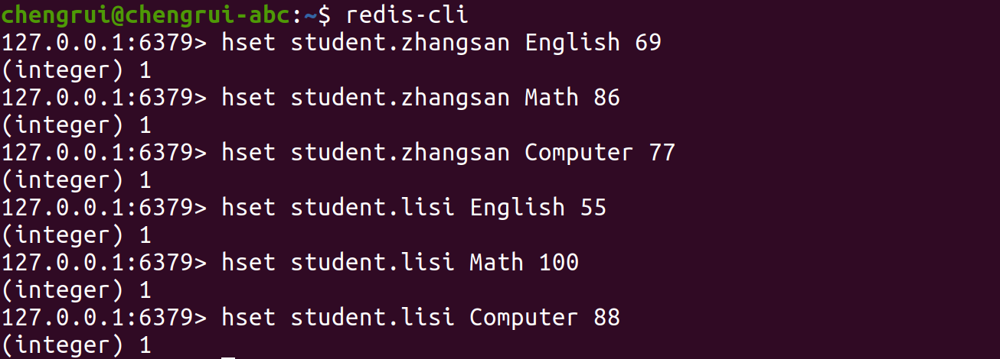 chengrui@chengrui-abc:~$ redis-cli
127.0.0.1:6379> hset student.zhangsan English 69
(integer) 1
127.0.0.1:6379> hset student.zhangsan Math 86
(integer) 1
127.0.0.1:6379> hset student.zhangsan Computer 77
(integer) 1
127.0.0.1:6379> hset student.lisi English 55
(integer) 1
127.0.0.1:6379> hset student.lisi Math 100
(integer) 1
127.0.0.1:6379> hset student.lisi Computer 88
(integer) 1